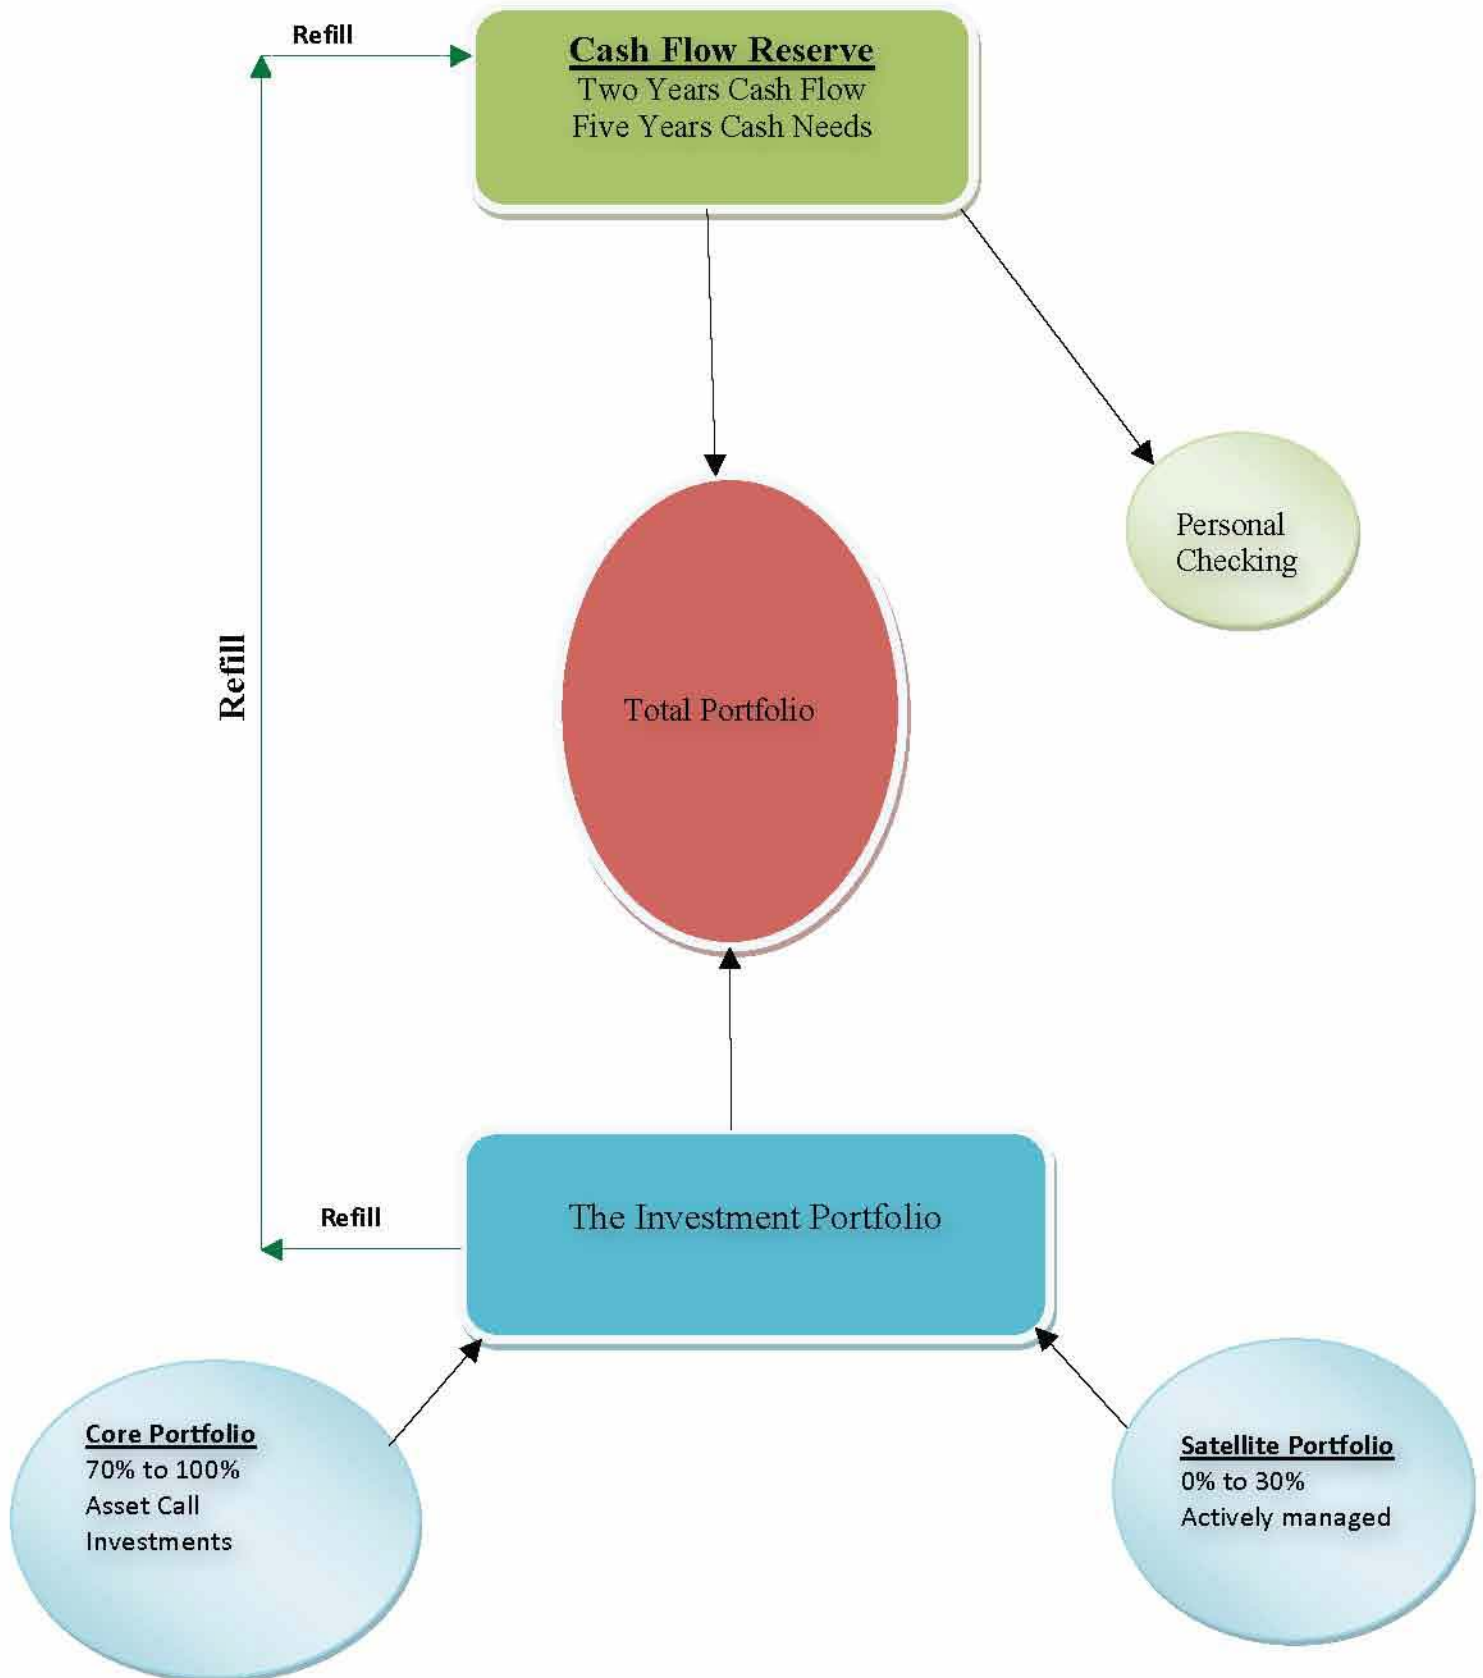 Refill
Cash Flow Reserve
Two Years Cash Flow
Five Years Cash Needs
Personal
Checking
Refill
Total Portfolio
Refill
The Investment Portfolio
Core Portfolio
70% to 100%
Asset Call
Investments
Satellite Portfolio
0% to 30%
Actively managed